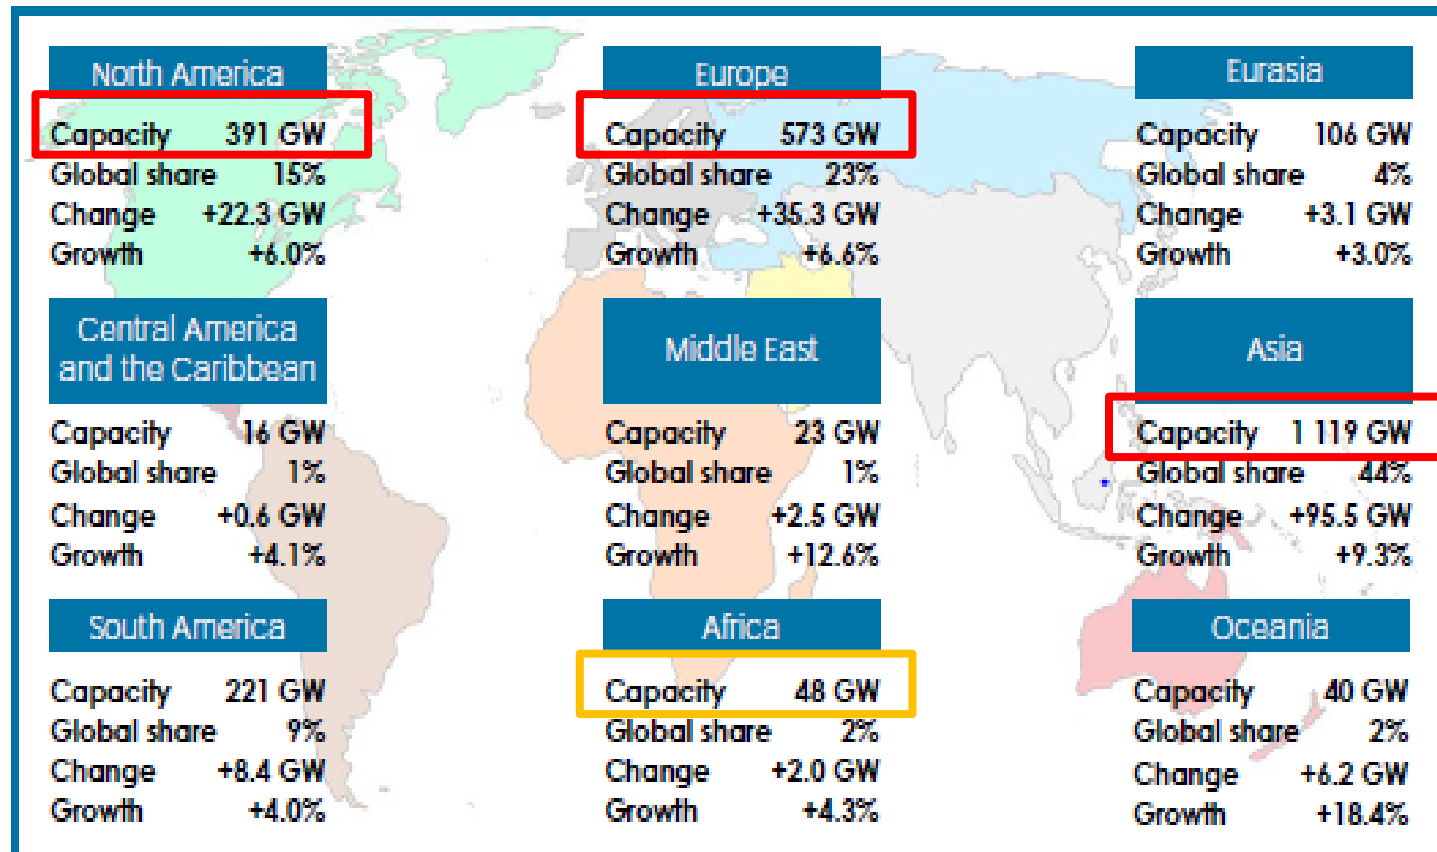 North America
Capacity 391 GW
Global share 15%
Change +22.3 GW
Growth +6.0%
Europe
Capacity 573 GW
Global share 23%
Change +35.3 GW
Growth +6.6%
Eurasia
Capacity 106 GW
Global share 4%
Change +3.1 GW
Growth +3.0%
Central America
and the Caribbean
Capacity 16 GW
Global share 1%
Change +0.6 GW
Growth +4.1%
Middle East
Capacity 23 GW
Global share 1%
Change +2.5 GW
Growth +12.6%
Asia
Capacity 1 119 GW
Global share 44%
Change +95.5 GW
Growth +9.3%
South America
Capacity 221 GW
Global share 9%
Change +8.4 GW
Growth +4.0%
Africa
Capacity 48 GW
Global share 2%
Change +2.0 GW
Growth +4.3%
Oceania
Capacity 40 GW
Global share 2%
Change +6.2 GW
Growth +18.4%